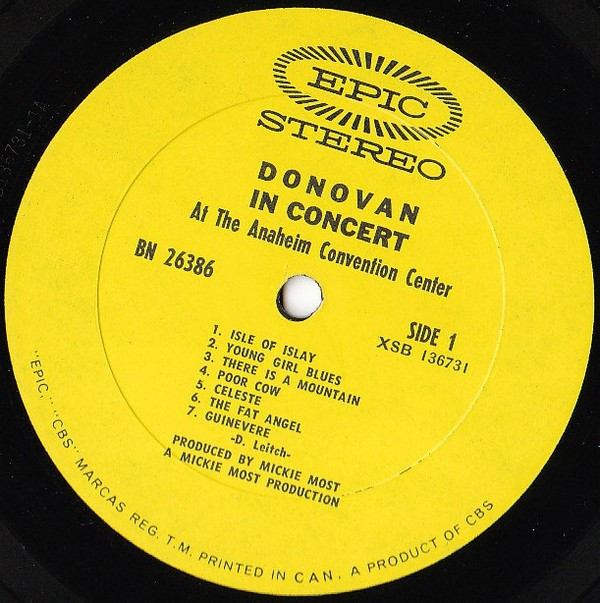 EPIC
STEREO
DONOVAN
IN CONCERT
At The Anaheim Convention Center
BN 26386
SIDE 1
XSB 136731
1. ISLE OF ISLAY
2. YOUNG GIRL BLUES
3. THERE IS A MOUNTAIN
4. POOR COW
5. CELESTE
6. THE FAT ANGEL
7. GUINEVERE
-D. Leitch-
PRODUCED BY MICKIE MOST
A MICKIE MOST PRODUCTION
"EPIC," "CBS" MARCAS REG. T.M. PRINTED IN CAN. A PRODUCT OF CBS